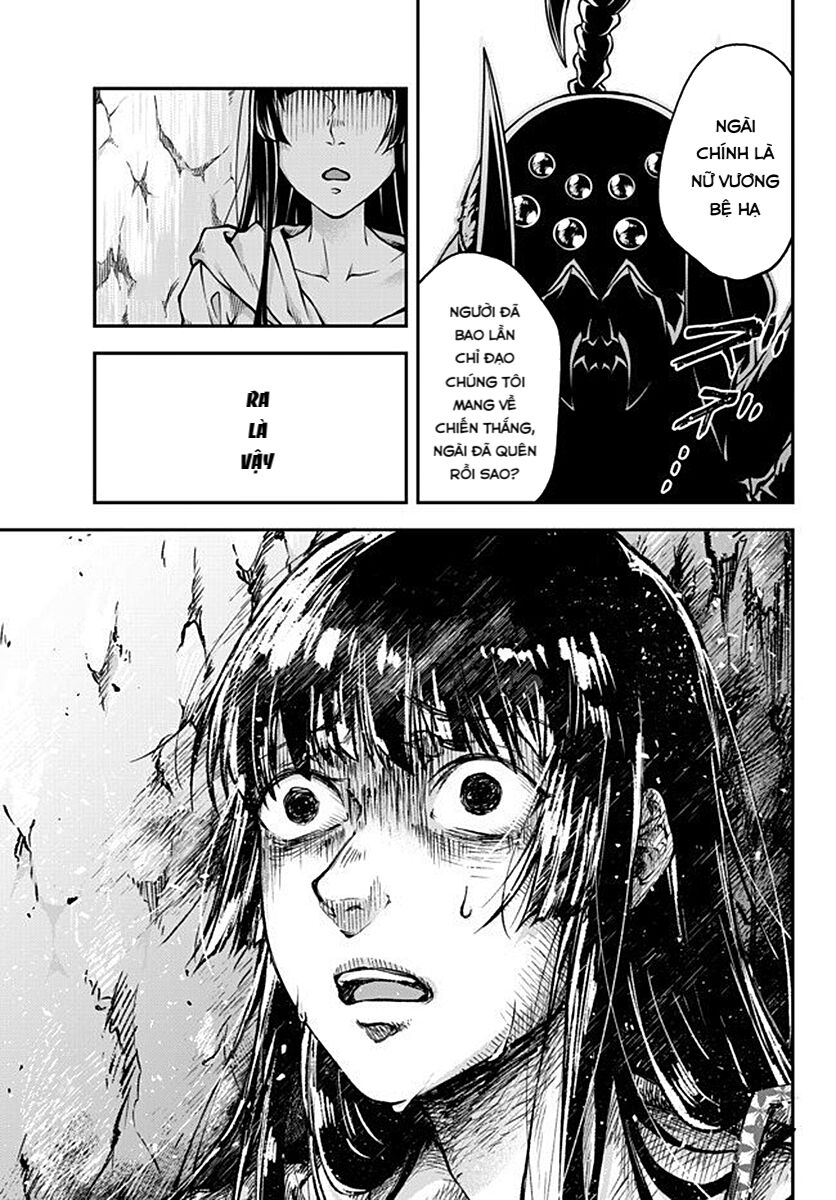 NGÀI
CHÍNH LÀ
NỮ VƯƠNG
BỆ HẠ
NGƯỜI ĐÃ
BAO LẦN
CHỈ ĐẠO
CHÚNG TÔI
MANG VỀ
CHIẾN THẮNG,
NGÀI ĐÃ QUÊN
RỒI SAO?
RA
LÀ
VẬY